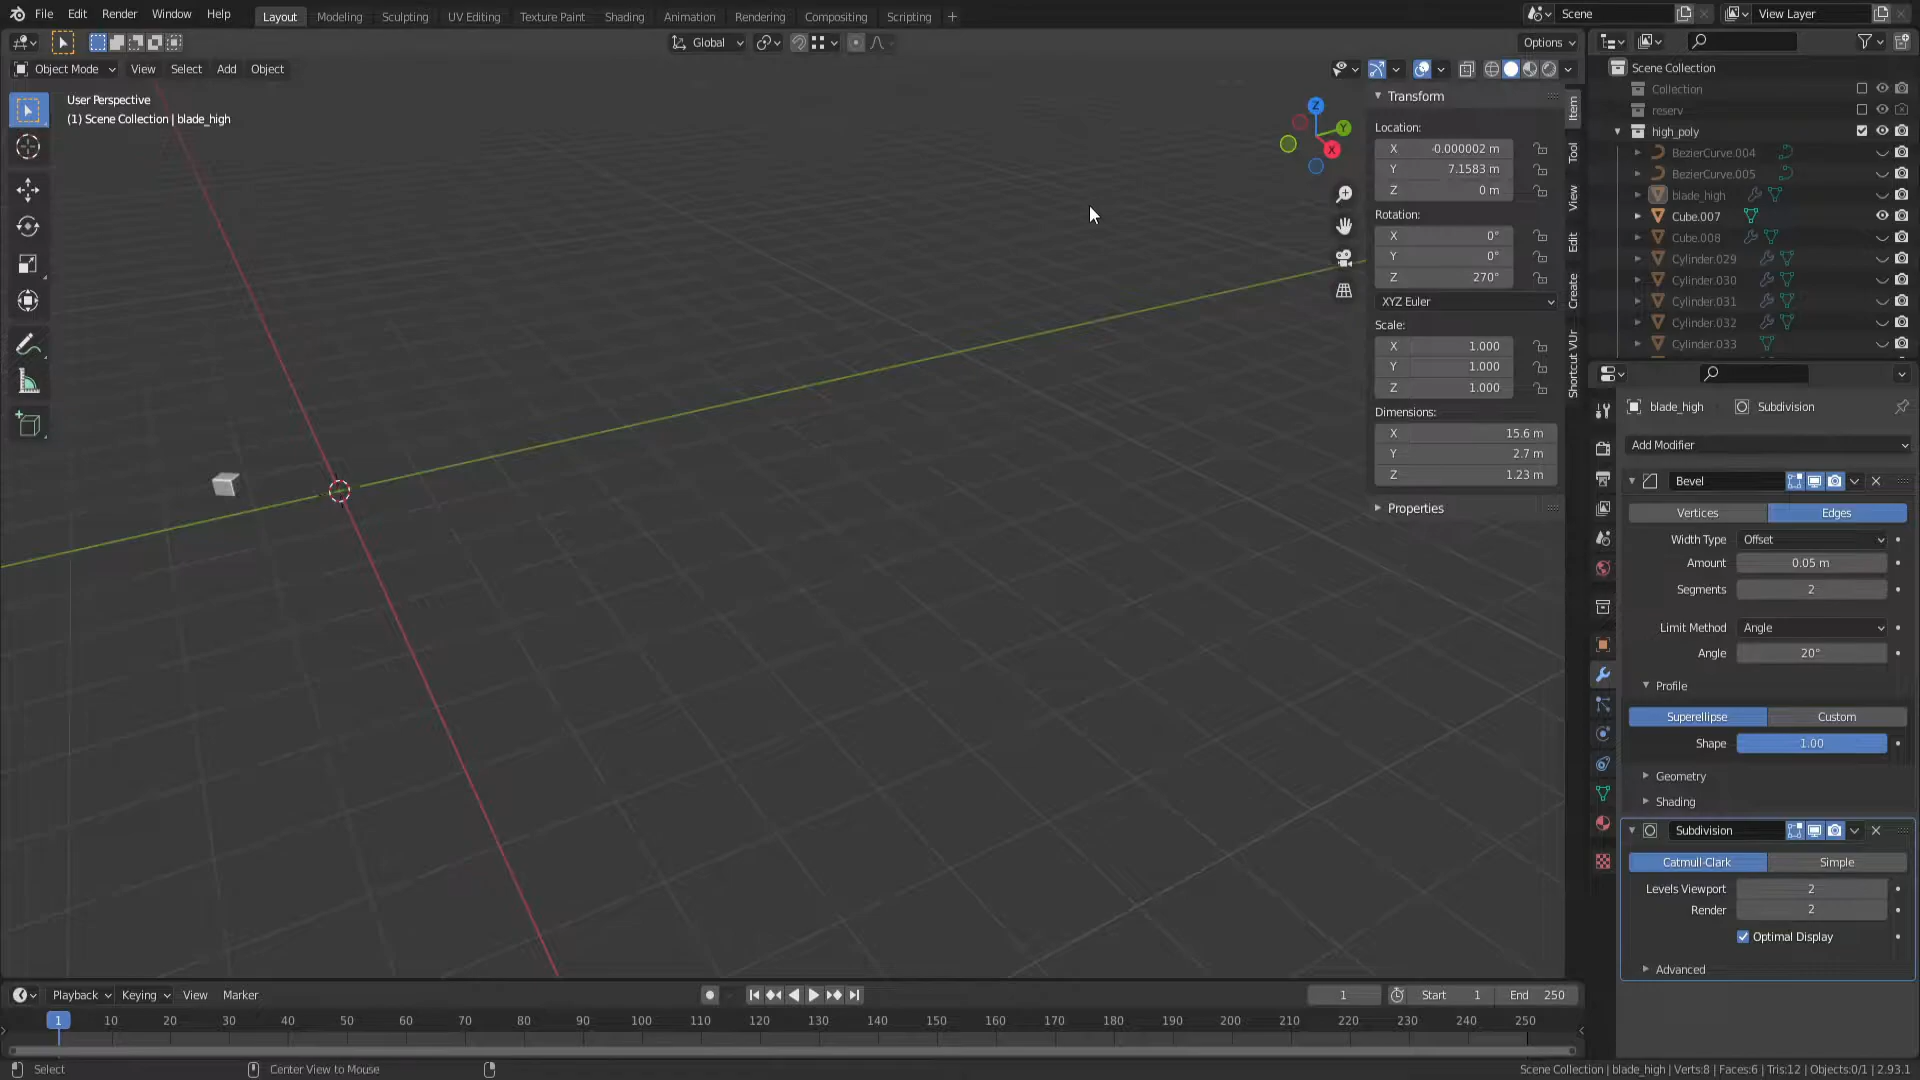 File Edit Render Window Help Layout Modeling Sculpting UV Editing Texture Paint Shading Animation Rendering Compositing Scripting + Scene View Layer
Global Options
Object Mode View Select Add Object
User Perspective
(1) Scene Collection | blade_high
Z
Y
X
Transform
Location:
X -0.000002 m
Y 7.1583 m
Z 0 m
Rotation:
X 0°
Y 0°
Z 270°
XYZ Euler
Scale:
X 1.000
Y 1.000
Z 1.000
Dimensions:
X 15.6 m
Y 2.7 m
Z 1.23 m
Properties
Item
Tool
View
Edit
Create
Shortcut VUr
Scene Collection
Collection
reserv
high_poly
BezierCurve.004
BezierCurve.005
blade_high
Cube.007
Cube.008
Cylinder.029
Cylinder.030
Cylinder.031
Cylinder.032
Cylinder.033
blade_high Subdivision
Add Modifier
Bevel
Vertices Edges
Width Type Offset
Amount 0.05 m
Segments 2
Limit Method Angle
Angle 20°
Profile
Superellipse Custom
Shape 1.00
Geometry
Shading
Subdivision
Catmull-Clark Simple
Levels Viewport 2
Render 2
Optimal Display
Advanced
Playback Keying View Marker 1 Start 1 End 250
1 10 20 30 40 50 60 70 80 90 100 110 120 130 140 150 160 170 180 190 200 210 220 230 240 250
Select Center View to Mouse Scene Collection | blade_high | Verts:8 | Faces:6 | Tris:12 | Objects:0/1 | 2.93.1